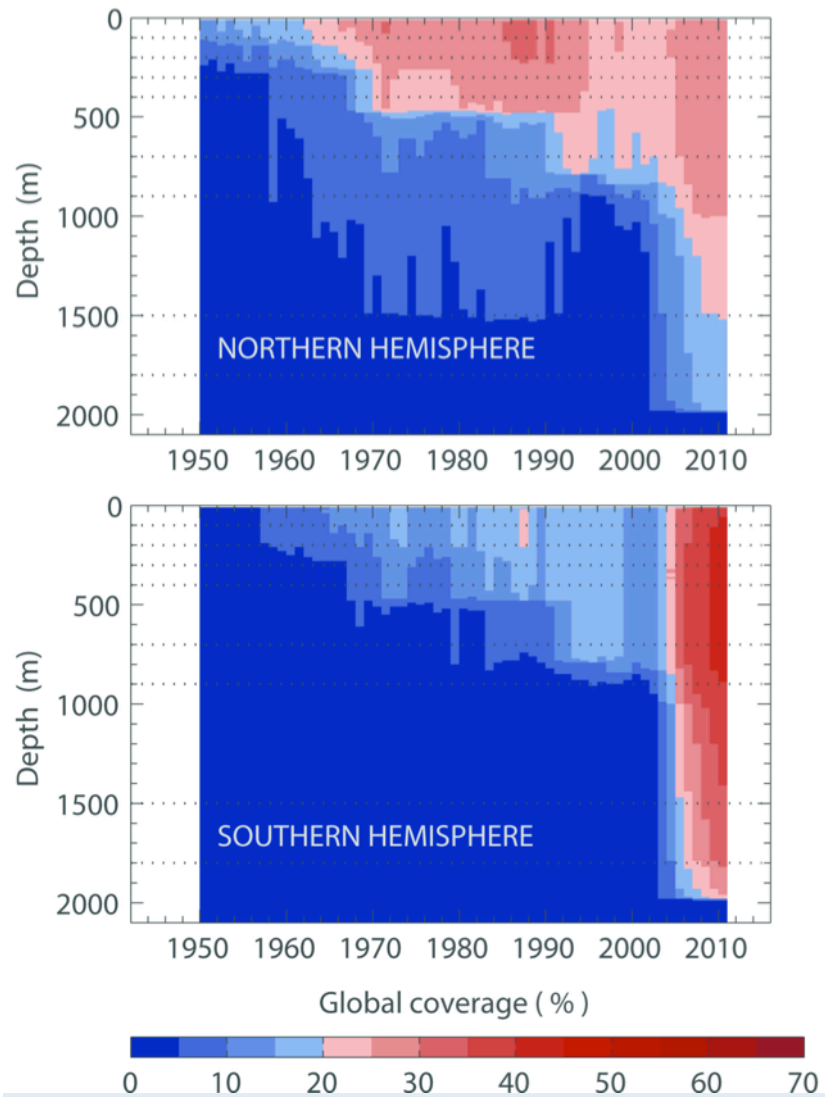 0
500
1000
1500
2000
Depth (m)
NORTHERN HEMISPHERE
1950 1960 1970 1980 1990 2000 2010
0
500
1000
1500
2000
Depth (m)
SOUTHERN HEMISPHERE
1950 1960 1970 1980 1990 2000 2010
Global coverage ( % )
0 10 20 30 40 50 60 70